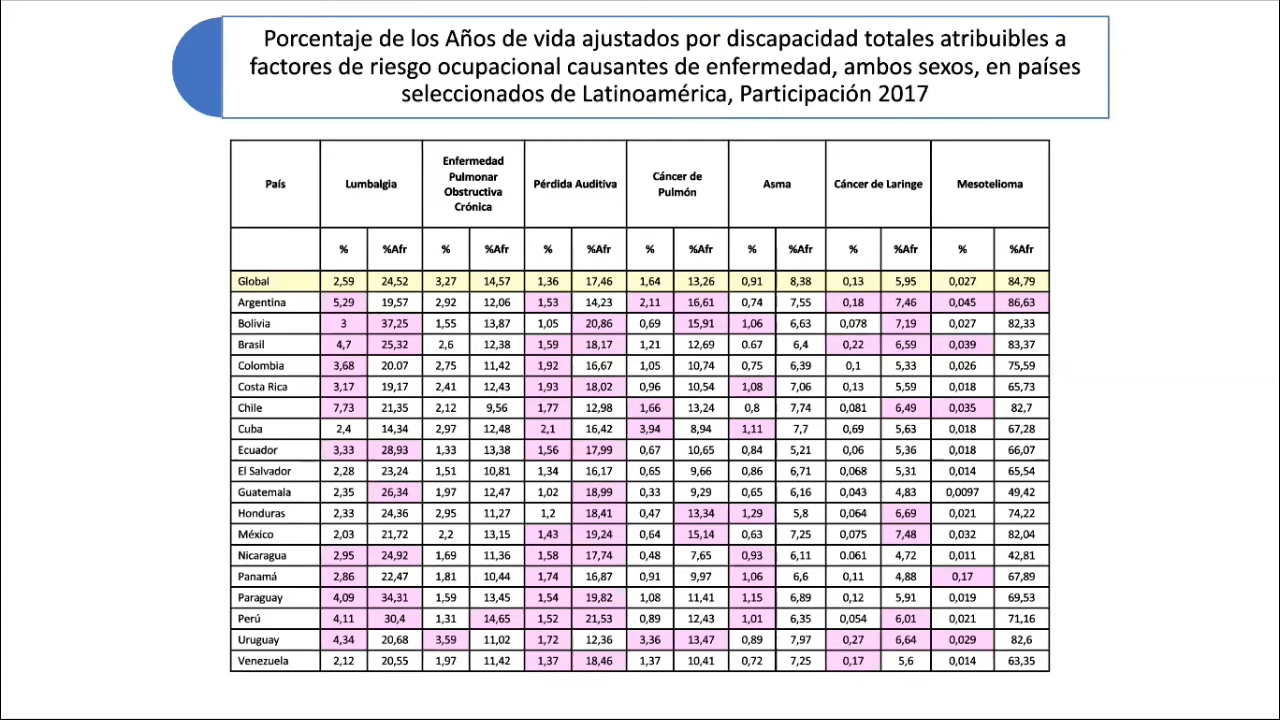 Porcentaje de los Años de vida ajustados por discapacidad totales atribuibles a
factores de riesgo ocupacional causantes de enfermedad, ambos sexos, en países
seleccionados de Latinoamérica, Participación 2017
País Lumbalgia Enfermedad Pulmonar Obstructiva Crónica Pérdida Auditiva Cáncer de Pulmón Asma Cáncer de Laringe Mesotelioma
% %Afr % %Afr % %Afr % %Afr % %Afr % %Afr % %Afr
Global 2,59 24,52 3,27 14,57 1,36 17,46 1,64 13,26 0,91 8,38 0,13 5,95 0,027 84,79
Argentina 5,29 19,57 2,92 12,06 1,53 14,23 2,11 16,61 0,74 7,55 0,18 7,46 0,045 86,63
Bolivia 3 37,25 1,55 13,87 1,05 20,86 0,69 15,91 1,06 6,63 0,078 7,19 0,027 82,33
Brasil 4,7 25,32 2,6 12,38 1,59 18,17 1,21 12,69 0.67 6,4 0,22 6,59 0,039 83,37
Colombia 3,68 20.07 2,75 11,42 1,92 16,67 1,05 10,74 0,75 6,39 0,1 5,33 0,026 75,59
Costa Rica 3,17 19,17 2,41 12,43 1,93 18,02 0,96 10,54 1,08 7,06 0,13 5,59 0,018 65,73
Chile 7,73 21,35 2,12 9,56 1,77 12,98 1,66 13,24 0,8 7,74 0,081 6,49 0,035 82,7
Cuba 2,4 14,34 2,97 12,48 2,1 16,42 3,94 8,94 1,11 7,7 0,69 5,63 0,018 67,28
Ecuador 3,33 28,93 1,33 13,38 1,56 17,99 0,67 10,65 0,84 5,21 0,06 5,36 0,018 66,07
El Salvador 2,28 23,24 1,51 10,81 1,34 16,17 0,65 9,66 0,86 6,71 0,068 5,31 0,014 65,54
Guatemala 2,35 26,34 1,97 12,47 1,02 18,99 0,33 9,29 0,65 6,16 0,043 4,83 0,0097 49,42
Honduras 2,33 24,36 2,95 11,27 1,2 18,41 0,47 13,34 1,29 5,8 0,064 6,69 0,021 74,22
México 2,03 21,72 2,2 13,15 1,43 19,24 0,64 15,14 0,63 7,25 0,075 7,48 0,032 82,04
Nicaragua 2,95 24,92 1,69 11,36 1,58 17,74 0,48 7,65 0,93 6,11 0.061 4,72 0,011 42,81
Panamá 2,86 22,47 1,81 10,44 1,74 16,87 0,91 9,97 1,06 6,6 0,11 4,88 0,17 67,89
Paraguay 4,09 34,31 1,59 13,45 1,54 19,82 1,08 11,41 1,15 6,89 0,12 5,91 0,019 69,53
Perú 4,11 30,4 1,31 14,65 1,52 21,53 0,89 12,43 1,01 6,35 0,054 6,01 0,021 71,16
Uruguay 4,34 20,68 3,59 11,02 1,72 12,36 3,36 13,47 0,89 7,97 0,27 6,64 0,029 82,6
Venezuela 2,12 20,55 1,97 11,42 1,37 18,46 1,37 10,41 0,72 7,25 0,17 5,6 0,014 63,35